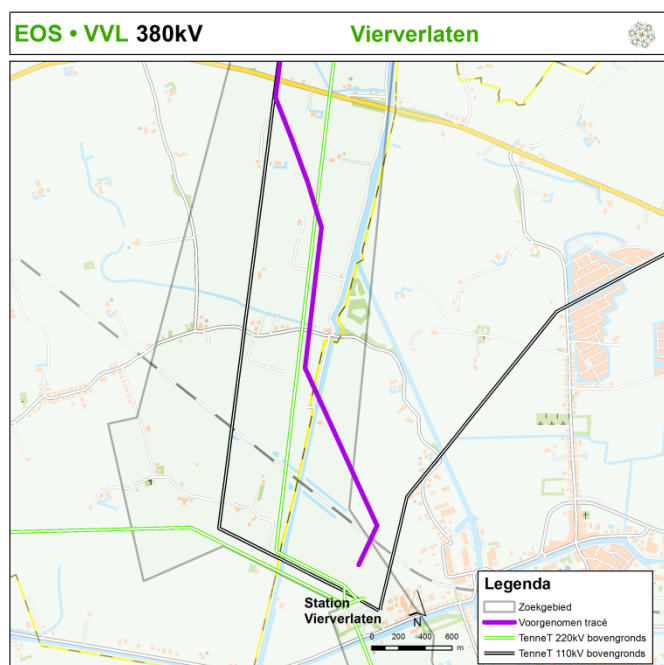 EOS • VVL 380kV Vierverlaten
Station
Vierverlaten
N
0 200 400 600
m
Legenda
Zoekgebied
Voorgenomen tracé
TenneT 220kV bovengronds
TenneT 110kV bovengronds